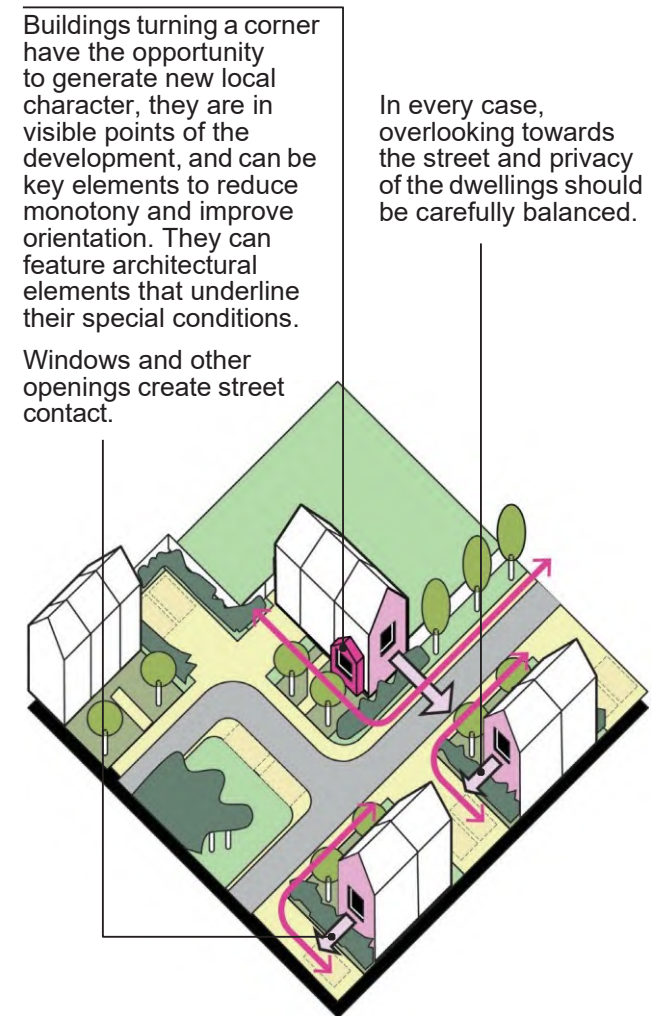 Buildings turning a corner
have the opportunity
to generate new local
character, they are in
visible points of the
development, and can be
key elements to reduce
monotony and improve
orientation. They can
feature architectural
elements that underline
their special conditions.
Windows and other
openings create street
contact.
In every case,
overlooking towards
the street and privacy
of the dwellings should
be carefully balanced.